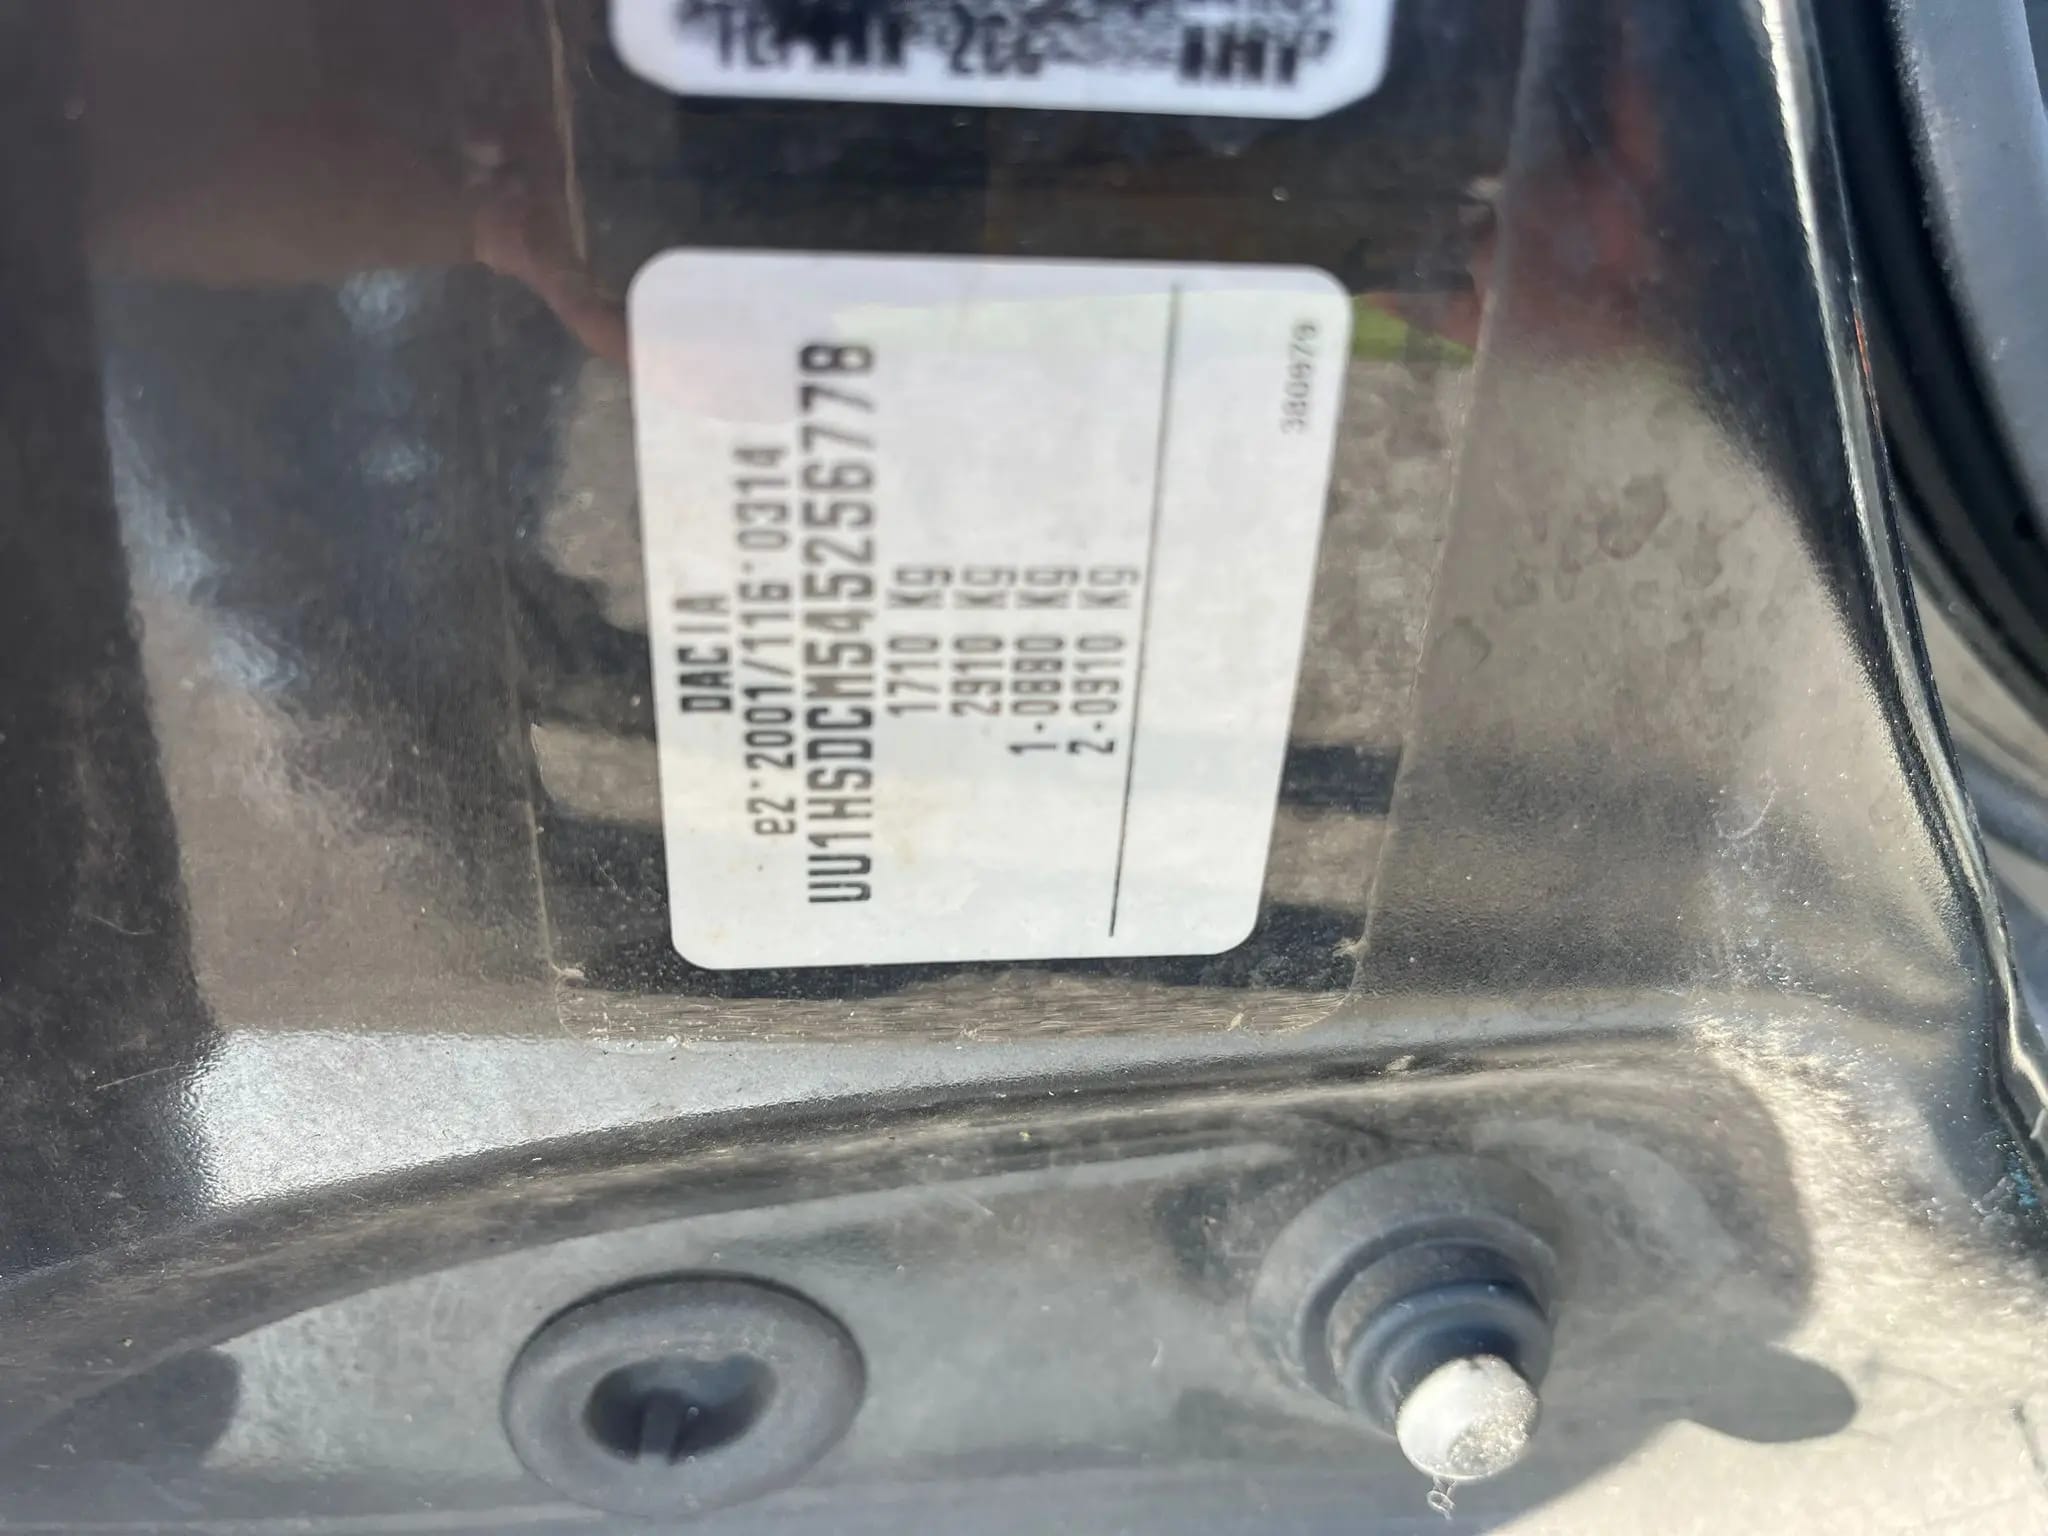 DACIA
e2*2001/116*0314
UU1HSDCM545256778
1710 Kg
2910 Kg
1-0880 Kg
2-0910 Kg
380879